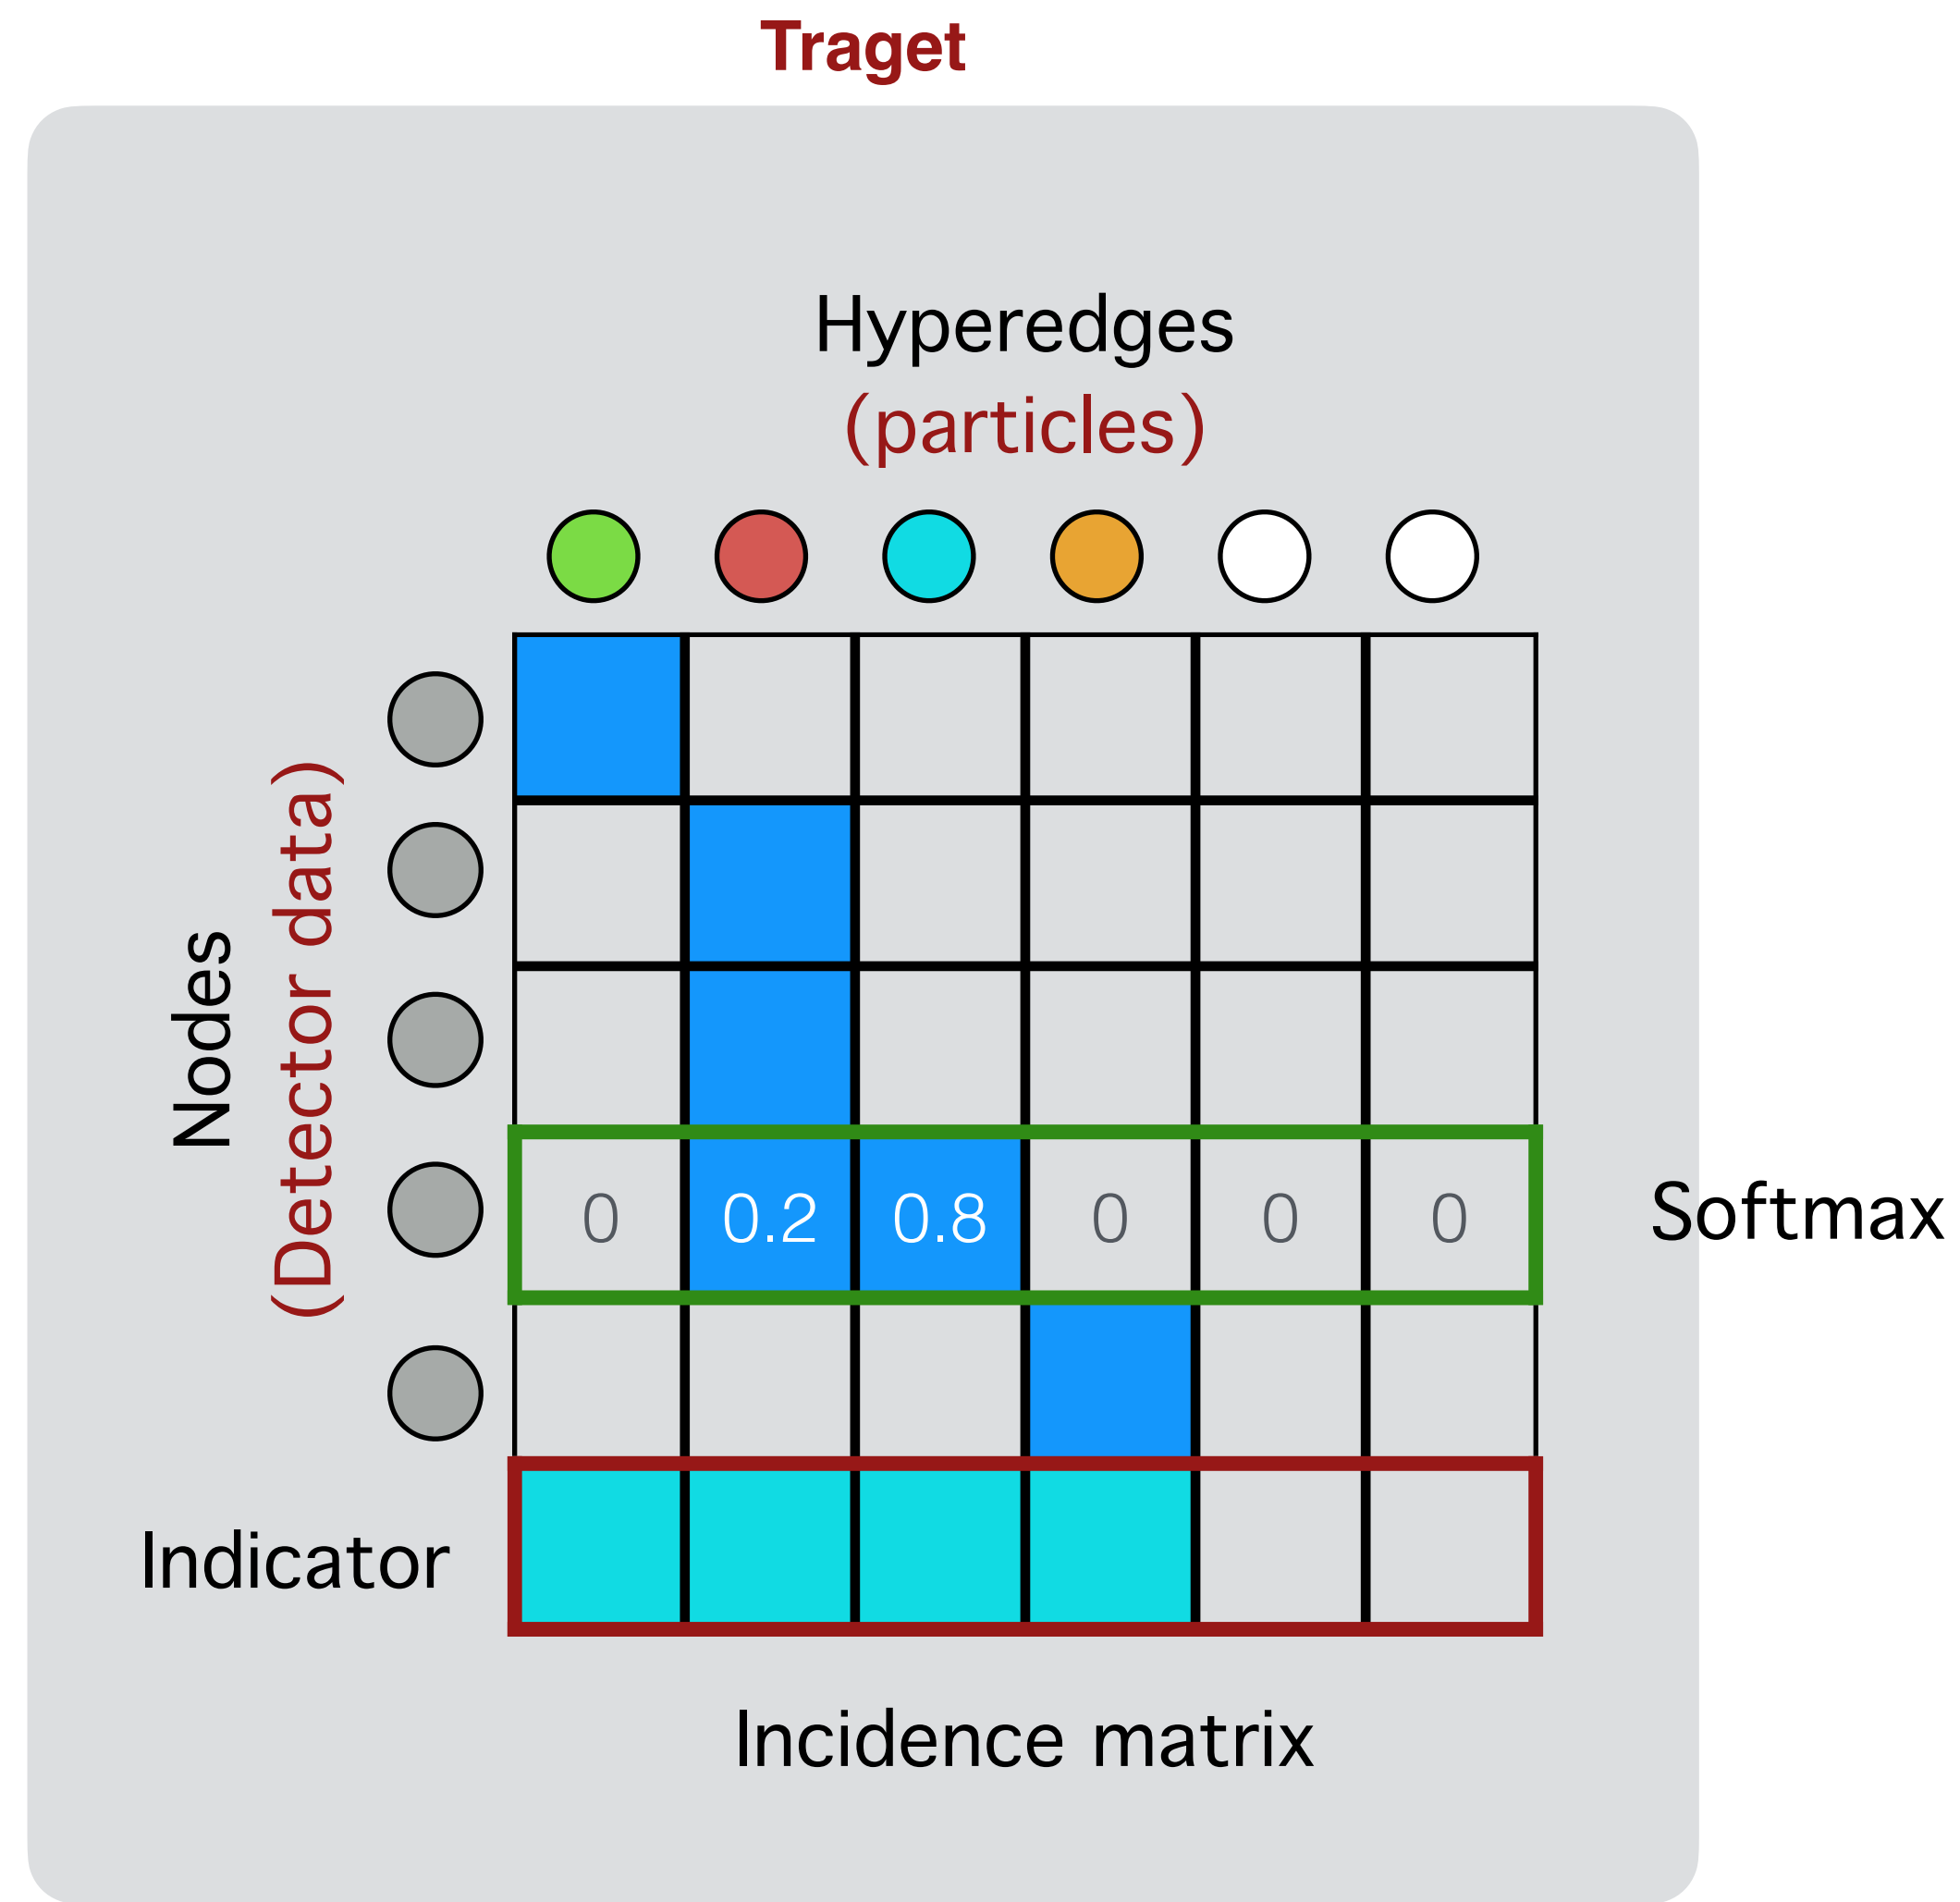 Traget
Hyperedges
(particles)
Nodes
(Detector data)
0 0.2 0.8 0 0 0
Softmax
Indicator
Incidence matrix